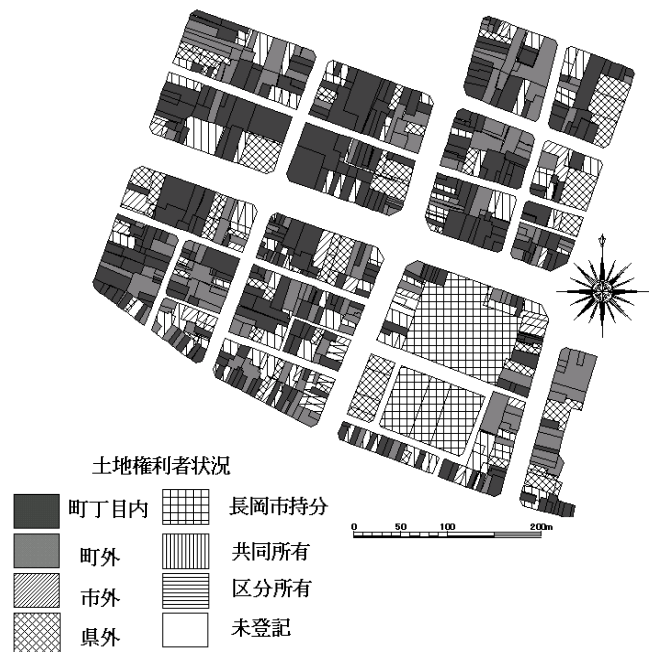 土地権利者状況
町丁目内
長岡市持分
町外
共同所有
市外
区分所有
県外
未登記
0 50 100 200m